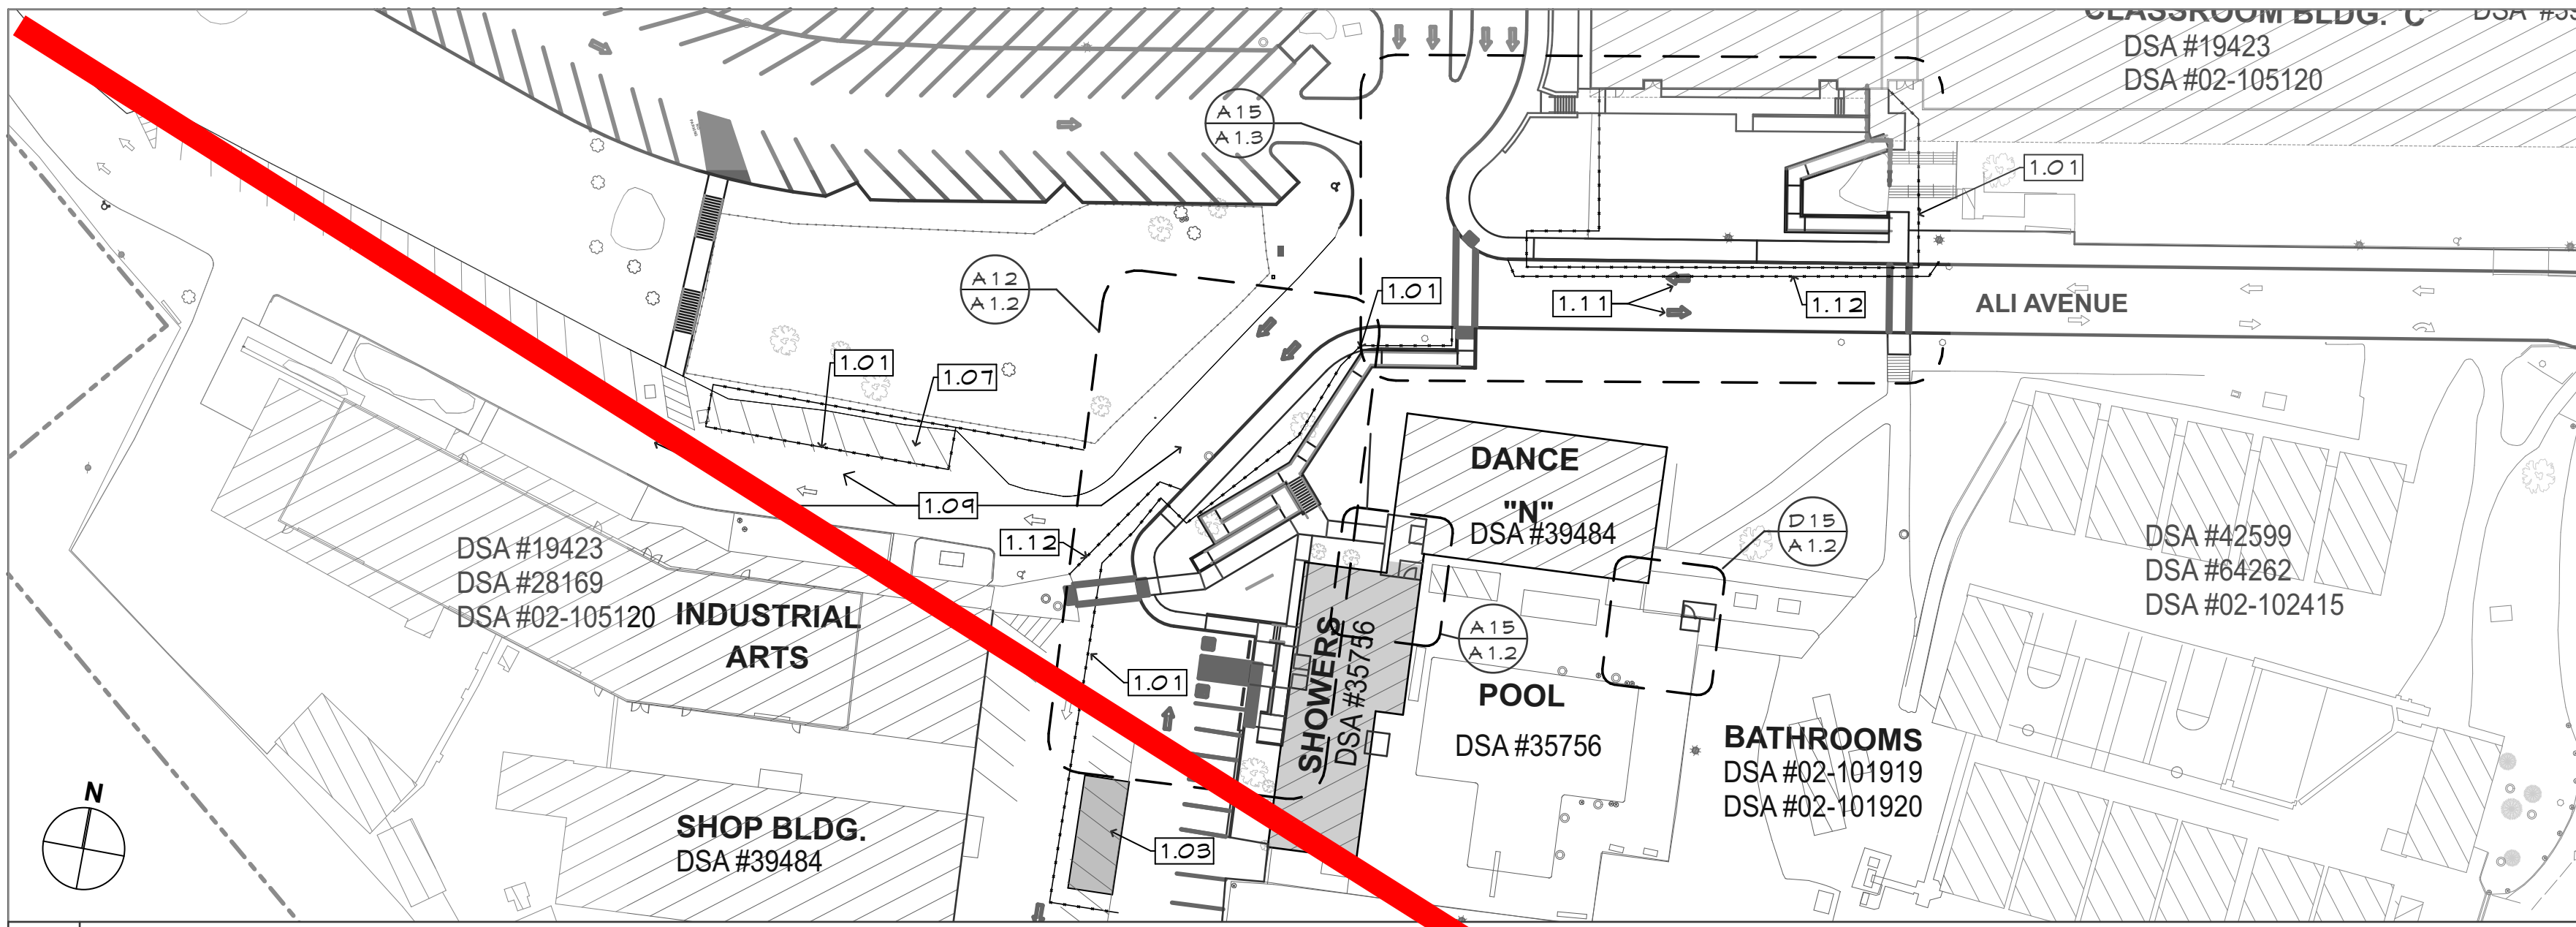 CLASSROOM BLDG. "C"
DSA #19423
DSA #02-105120
A15
A1.3
1.01
A12
A1.2
1.01
1.11
1.12
ALI AVENUE
1.01
1.07
DANCE
"N"
DSA #39484
1.09
D15
A1.2
1.12
DSA #19423
DSA #28169
DSA #02-105120
INDUSTRIAL
ARTS
DSA #42599
DSA #64262
DSA #02-102415
SHOWERS
DSA #35756
A15
A1.2
1.01
POOL
DSA #35756
BATHROOMS
DSA #02-101919
DSA #02-101920
N
SHOP BLDG.
DSA #39484
1.03